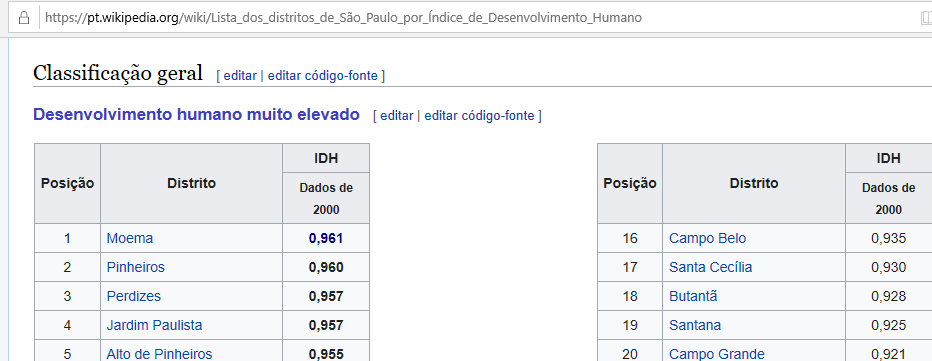 https://pt.wikipedia.org/wiki/Lista_dos_distritos_de_São_Paulo_por_Índice_de_Desenvolvimento_Humano
Classificação geral [ editar | editar código-fonte ]
Desenvolvimento humano muito elevado [ editar | editar código-fonte ]
Posição Distrito IDH
Dados de
2000
1 Moema 0,961
2 Pinheiros 0,960
3 Perdizes 0,957
4 Jardim Paulista 0,957
5 Alto de Pinheiros 0,955
Posição Distrito IDH
Dados de
2000
16 Campo Belo 0,935
17 Santa Cecília 0,930
18 Butantã 0,928
19 Santana 0,925
20 Campo Grande 0,921